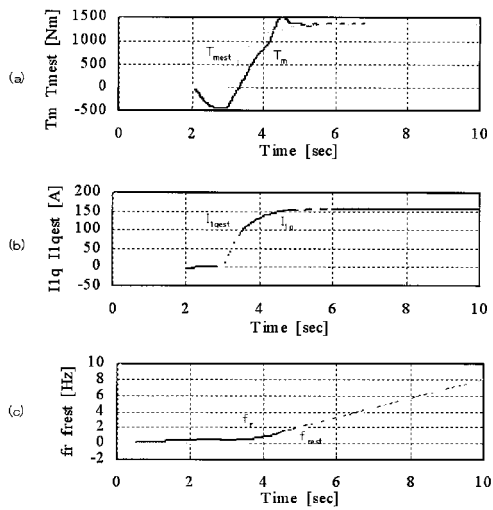 (a)
Tm Tmest [Nm]
1500
1000
500
0
-500
Tmest
Tm
0 2 4 6 8 10
Time [sec]
(b)
I1q I1qest [A]
200
150
100
50
0
-50
I1qest
I1q
0 2 4 6 8 10
Time [sec]
(c)
fr frest [Hz]
10
8
6
4
2
0
-2
fr
frest
0 2 4 6 8 10
Time [sec]